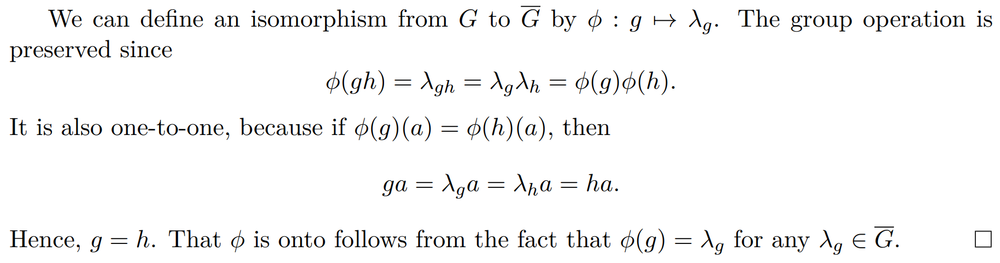 We can define an isomorphism from $G$ to $\overline{G}$ by $\phi : g \mapsto \lambda_g$. The group operation is
preserved since
$\phi(gh) = \lambda_{gh} = \lambda_g \lambda_h = \phi(g)\phi(h).$
It is also one-to-one, because if $\phi(g)(a) = \phi(h)(a)$, then
$ga = \lambda_g a = \lambda_h a = ha.$
Hence, $g = h$. That $\phi$ is onto follows from the fact that $\phi(g) = \lambda_g$ for any $\lambda_g \in \overline{G}$. □